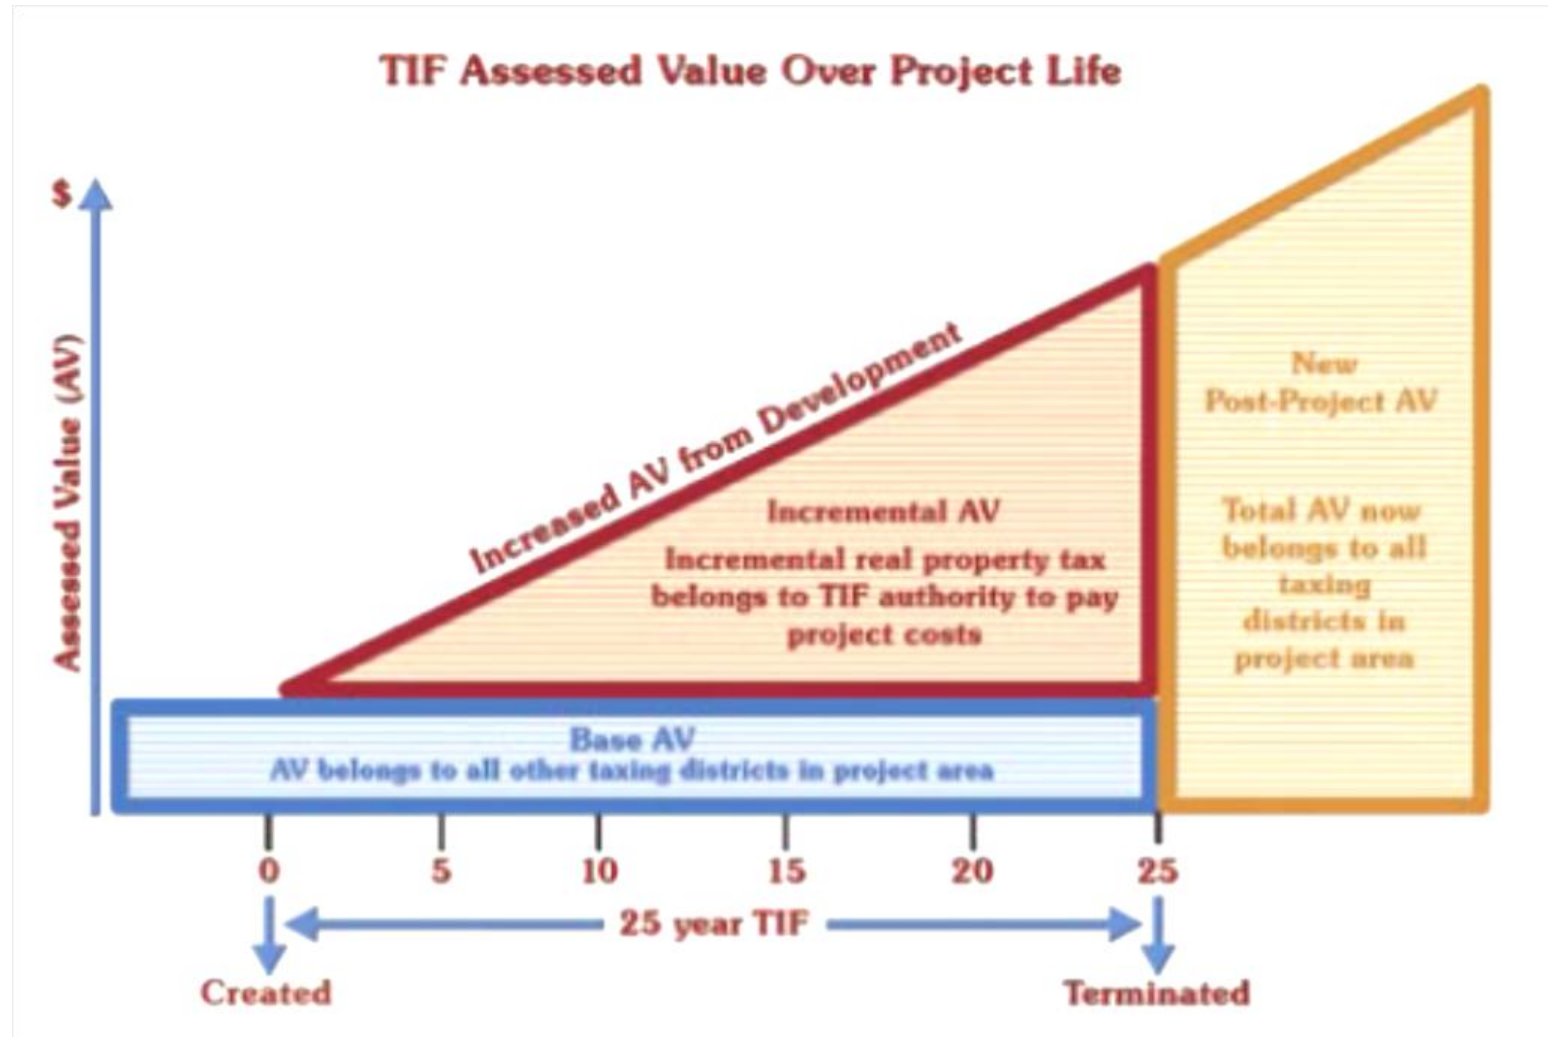 TIF Assessed Value Over Project Life
$
Assessed Value (AV)
Increased AV from Development
Incremental AV
Incremental real property tax
belongs to TIF authority to pay
project costs
New
Post-Project AV
Total AV now
belongs to all
taxing
districts in
project area
Base AV
AV belongs to all other taxing districts in project area
0 5 10 15 20 25
25 year TIF
Created
Terminated